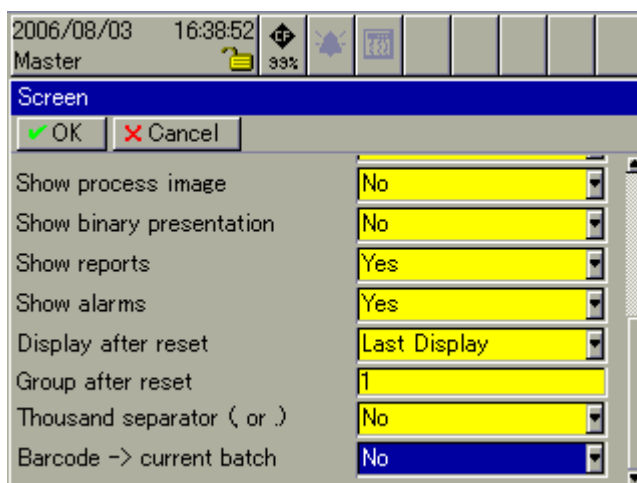 2006/08/03 16:38:52
Master
99%
Screen
OK Cancel
Show process image No
Show binary presentation No
Show reports Yes
Show alarms Yes
Display after reset Last Display
Group after reset 1
Thousand separator (, or .) No
Barcode -> current batch No